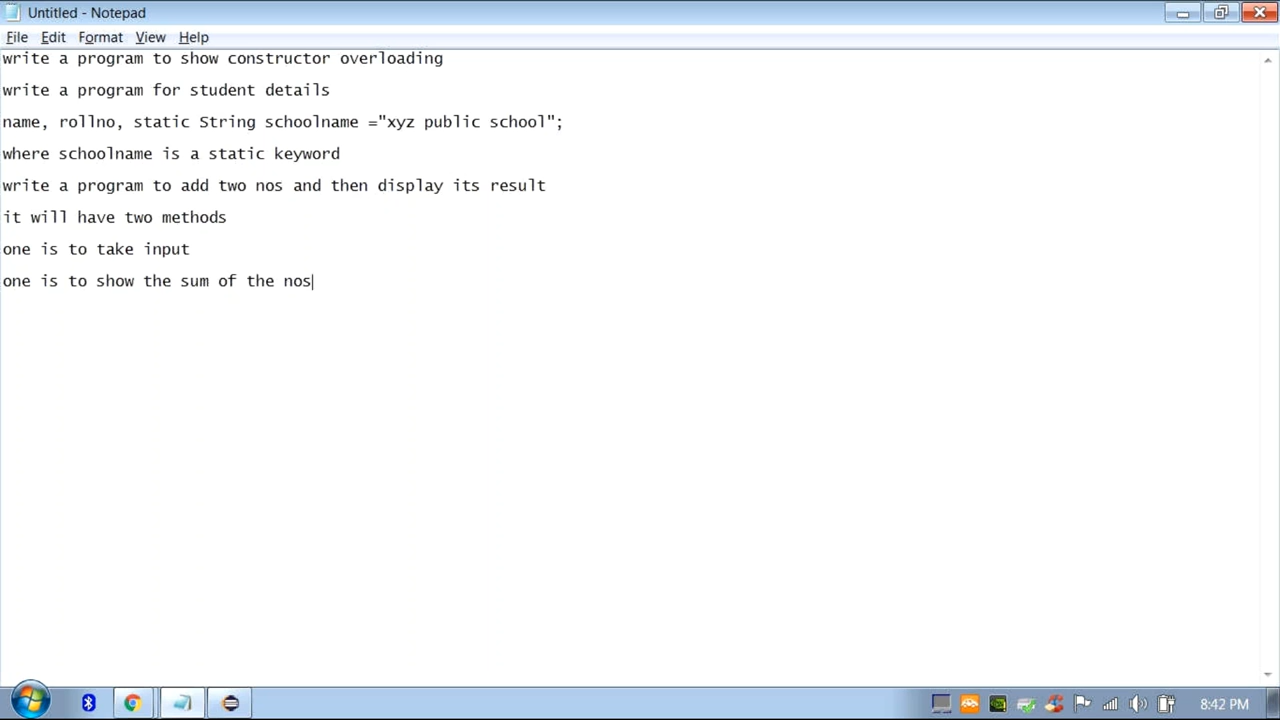 Untitled - Notepad
File Edit Format View Help
write a program to show constructor overloading
write a program for student details
name, rollno, static String schoolname ="xyz public school";
where schoolname is a static keyword
write a program to add two nos and then display its result
it will have two methods
one is to take input
one is to show the sum of the nos
8:42 PM